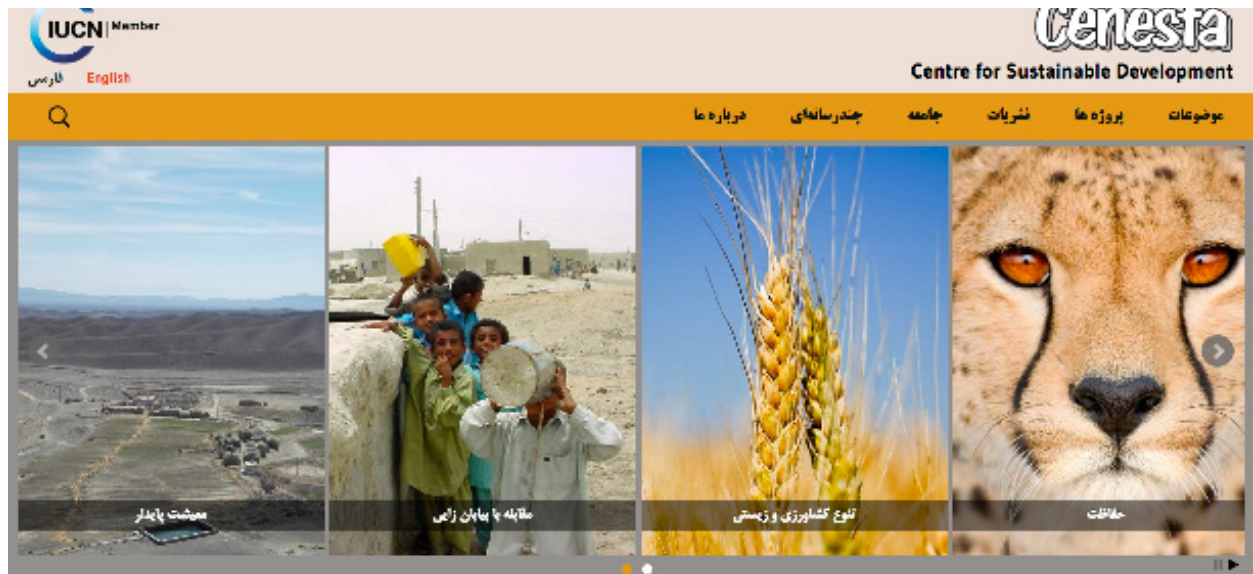 IUCN | Member
Cenesta
فارسی English
Centre for Sustainable Development
موضوعات پروژه ها نشریات جامعه چندرسانه‌ای درباره ما
حفاظت
تنوع کشاورزی و زیستی
مقابله با بیابان زایی
معیشت پایدار